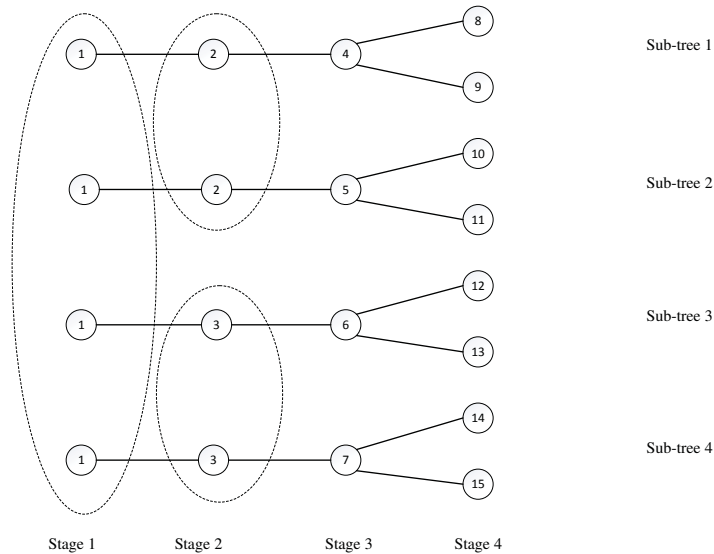 8
1 2 4 Sub-tree 1
9
10
1 2 5 Sub-tree 2
11
12
1 3 6 Sub-tree 3
13
14
1 3 7 Sub-tree 4
15
Stage 1 Stage 2 Stage 3 Stage 4